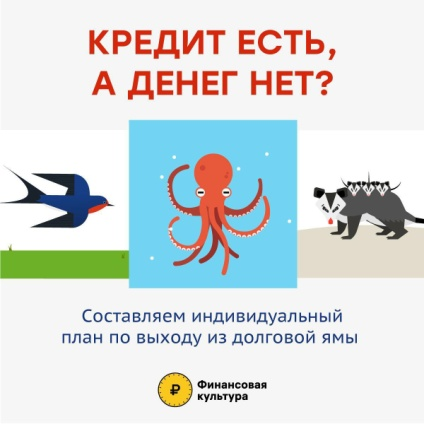 КРЕДИТ ЕСТЬ,
А ДЕНЕГ НЕТ?
Составляем индивидуальный
план по выходу из долговой ямы
₽
Финансовая
культура